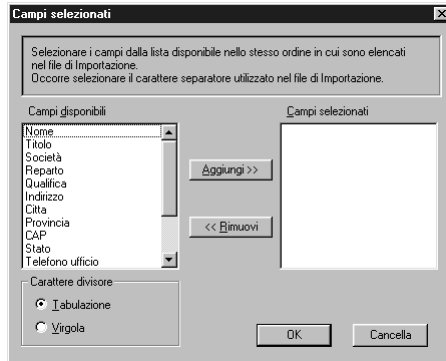 Campi selezionati
Selezionare i campi dalla lista disponibile nello stesso ordine in cui sono elencati
nel file di Importazione.
Occorre selezionare il carattere separatore utilizzato nel file di Importazione.
Campi disponibili
Campi selezionati
Nome
Titolo
Società
Reparto
Qualifica
Indirizzo
Citta
Provincia
CAP
Stato
Telefono ufficio
Aggiungi >>
<< Rimuovi
Carattere divisore
Tabulazione
Virgola
OK
Cancella